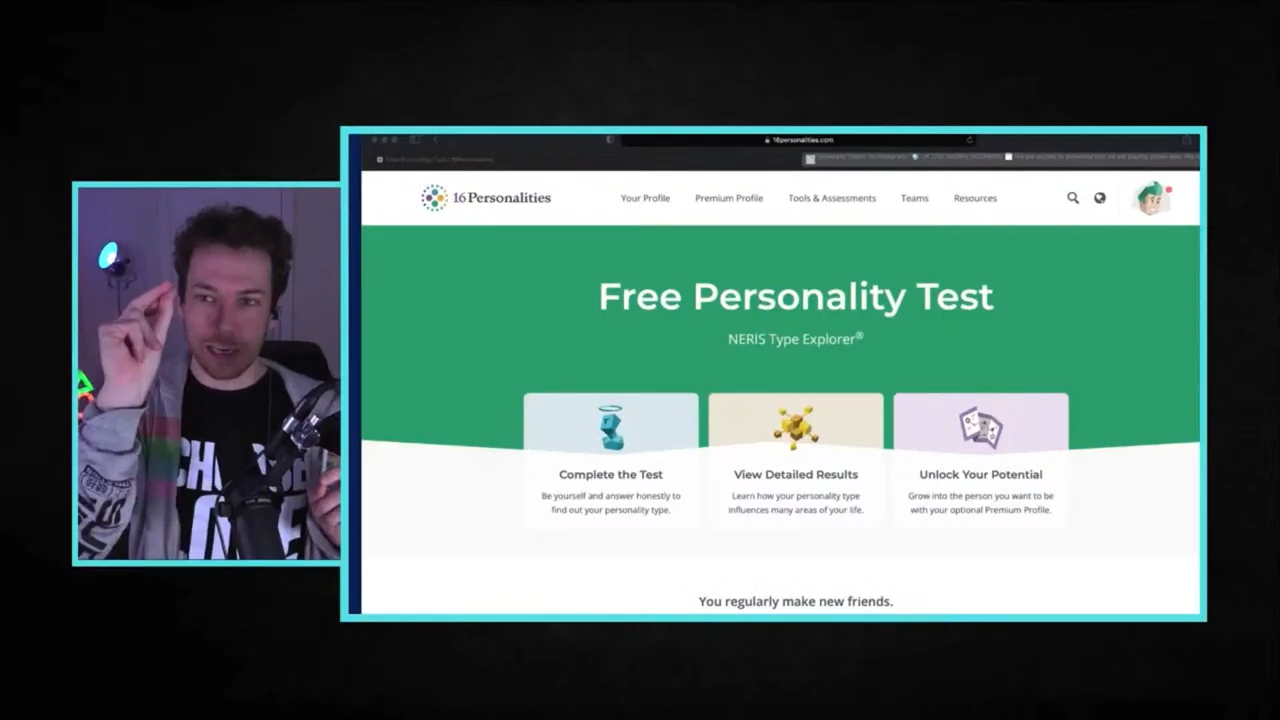 16personalities.com
16Personalities
Your Profile
Premium Profile
Tools & Assessments
Teams
Resources
Free Personality Test
NERIS Type Explorer®
Complete the Test
Be yourself and answer honestly to
find out your personality type.
View Detailed Results
Learn how your personality type
influences many areas of your life.
Unlock Your Potential
Grow into the person you want to be
with your optional Premium Profile.
You regularly make new friends.